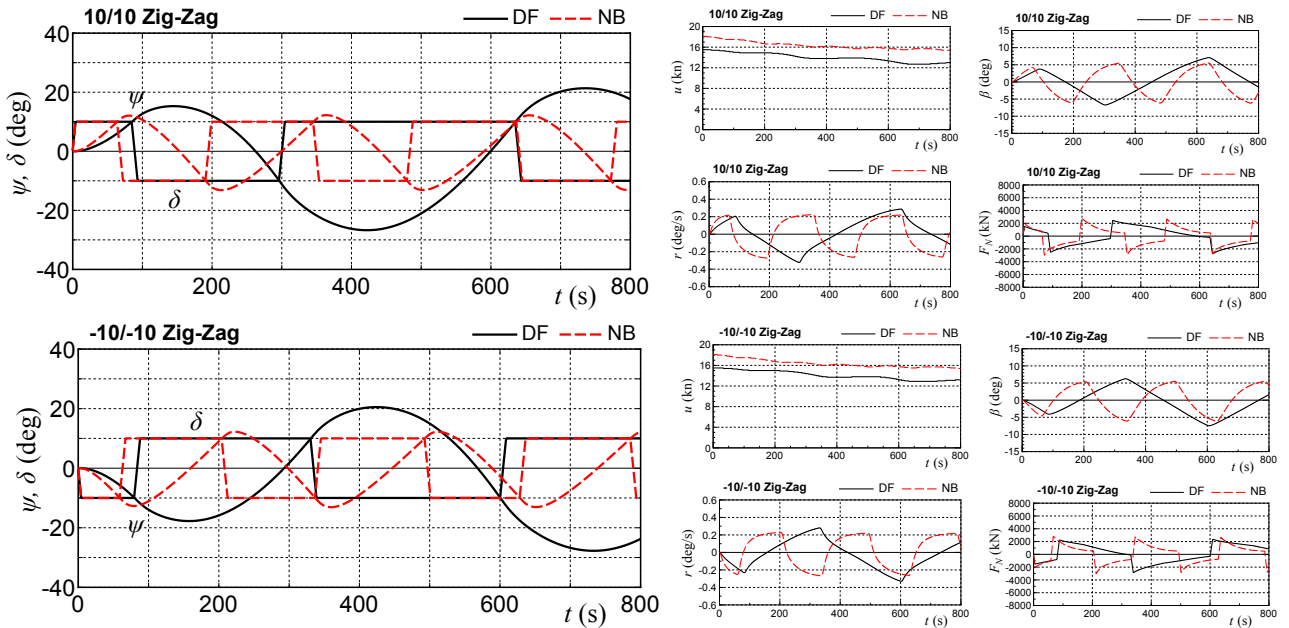 10/10 Zig-Zag DF NB
40
20
0
-20
-40
ψ, δ (deg)
ψ
δ
0 200 400 600 800
t (s)
-10/-10 Zig-Zag DF NB
40
20
0
-20
-40
ψ, δ (deg)
δ
ψ
0 200 400 600 800
t (s)
10/10 Zig-Zag DF NB
20
16
12
8
4
0
u (kn)
0 200 400 600 800
t (s)
10/10 Zig-Zag DF NB
15
10
5
0
-5
-10
-15
β (deg)
0 200 400 600 800
t (s)
10/10 Zig-Zag DF NB
0.6
0.4
0.2
0
-0.2
-0.4
-0.6
r (deg/s)
0 200 400 600 800
t (s)
10/10 Zig-Zag DF NB
8000
6000
4000
2000
0
-2000
-4000
-6000
-8000
F_N (kN)
0 200 400 600 800
t (s)
-10/-10 Zig-Zag DF NB
20
16
12
8
4
0
u (kn)
0 200 400 600 800
t (s)
-10/-10 Zig-Zag DF NB
15
10
5
0
-5
-10
-15
β (deg)
0 200 400 600 800
t (s)
-10/-10 Zig-Zag DF NB
0.6
0.4
0.2
0
-0.2
-0.4
-0.6
r (deg/s)
0 200 400 600 800
t (s)
-10/-10 Zig-Zag DF NB
8000
6000
4000
2000
0
-2000
-4000
-6000
-8000
F_N (kN)
0 200 400 600 800
t (s)